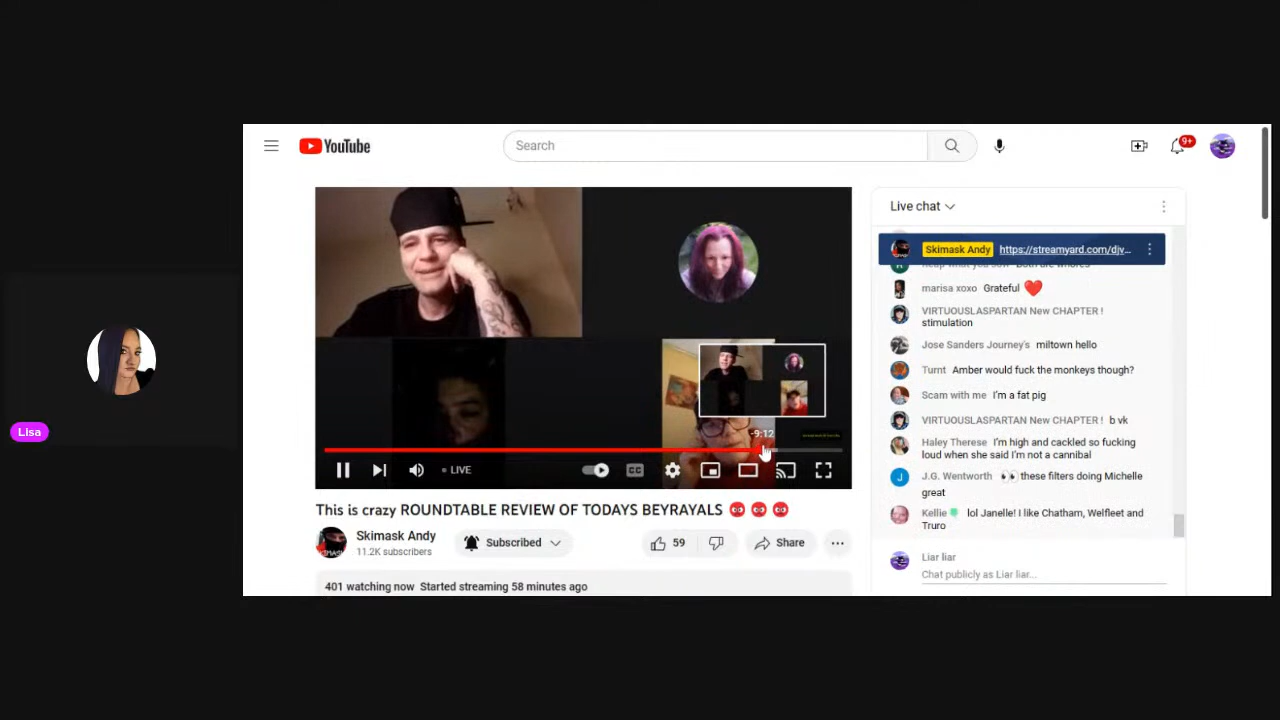 Lisa
YouTube
Search
9+
-9:12
LIVE
CC
This is crazy ROUNDTABLE REVIEW OF TODAYS BEYRAYALS
Skimask Andy
11.2K subscribers
Subscribed
59
Share
401 watching now Started streaming 58 minutes ago
Live chat
Skimask Andy https://streamyard.com/djv...
marisa xoxo Grateful
VIRTUOUSLASPARTAN New CHAPTER !
stimulation
Jose Sanders Journey's miltown hello
Turnt Amber would fuck the monkeys though?
Scam with me I'm a fat pig
VIRTUOUSLASPARTAN New CHAPTER ! b vk
Haley Therese I'm high and cackled so fucking
loud when she said I'm not a cannibal
J
J.G. Wentworth 👀 these filters doing Michelle
great
Kellie lol Janelle! I like Chatham, Welfleet and
Truro
Liar liar
Chat publicly as Liar liar...